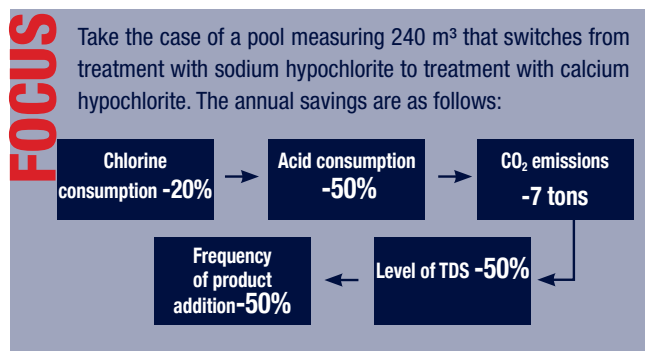 FOCUS
Take the case of a pool measuring 240 m³ that switches from
treatment with sodium hypochlorite to treatment with calcium
hypochlorite. The annual savings are as follows:
Chlorine
consumption -20%
Acid consumption
-50%
CO₂ emissions
-7 tons
Level of TDS -50%
Frequency
of product
addition-50%